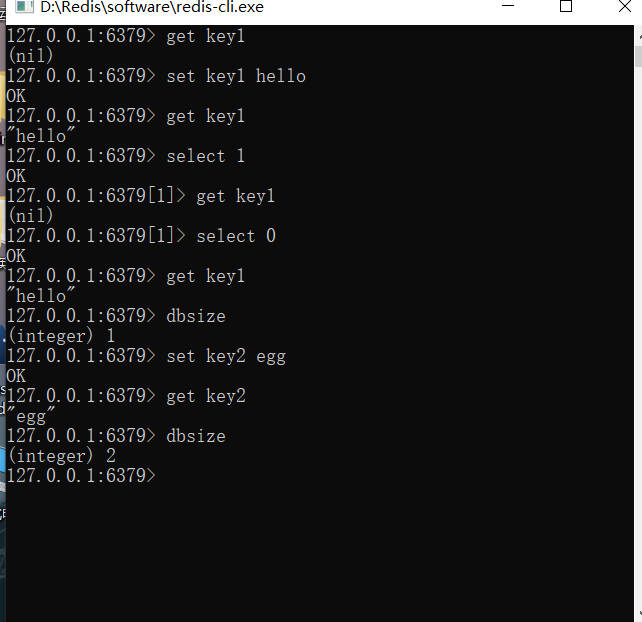 D:\Redis\software\redis-cli.exe
127.0.0.1:6379> get key1
(nil)
127.0.0.1:6379> set key1 hello
OK
127.0.0.1:6379> get key1
"hello"
127.0.0.1:6379> select 1
OK
127.0.0.1:6379[1]> get key1
(nil)
127.0.0.1:6379[1]> select 0
OK
127.0.0.1:6379> get key1
"hello"
127.0.0.1:6379> dbsize
(integer) 1
127.0.0.1:6379> set key2 egg
OK
127.0.0.1:6379> get key2
"egg"
127.0.0.1:6379> dbsize
(integer) 2
127.0.0.1:6379>